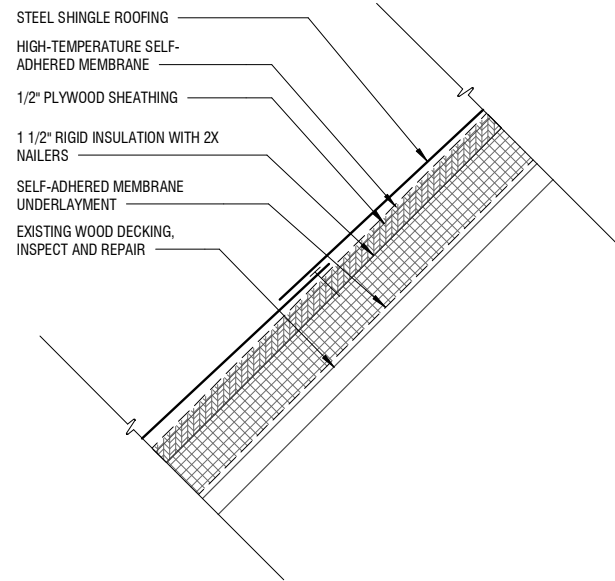 STEEL SHINGLE ROOFING
HIGH-TEMPERATURE SELF-
ADHERED MEMBRANE
1/2" PLYWOOD SHEATHING
1 1/2" RIGID INSULATION WITH 2X
NAILERS
SELF-ADHERED MEMBRANE
UNDERLAYMENT
EXISTING WOOD DECKING,
INSPECT AND REPAIR